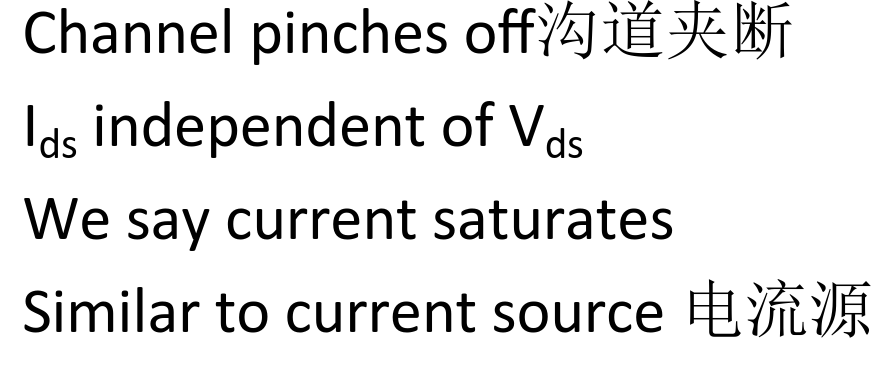 Channel pinches off沟道夹断
Ids independent of Vds
We say current saturates
Similar to current source 电流源